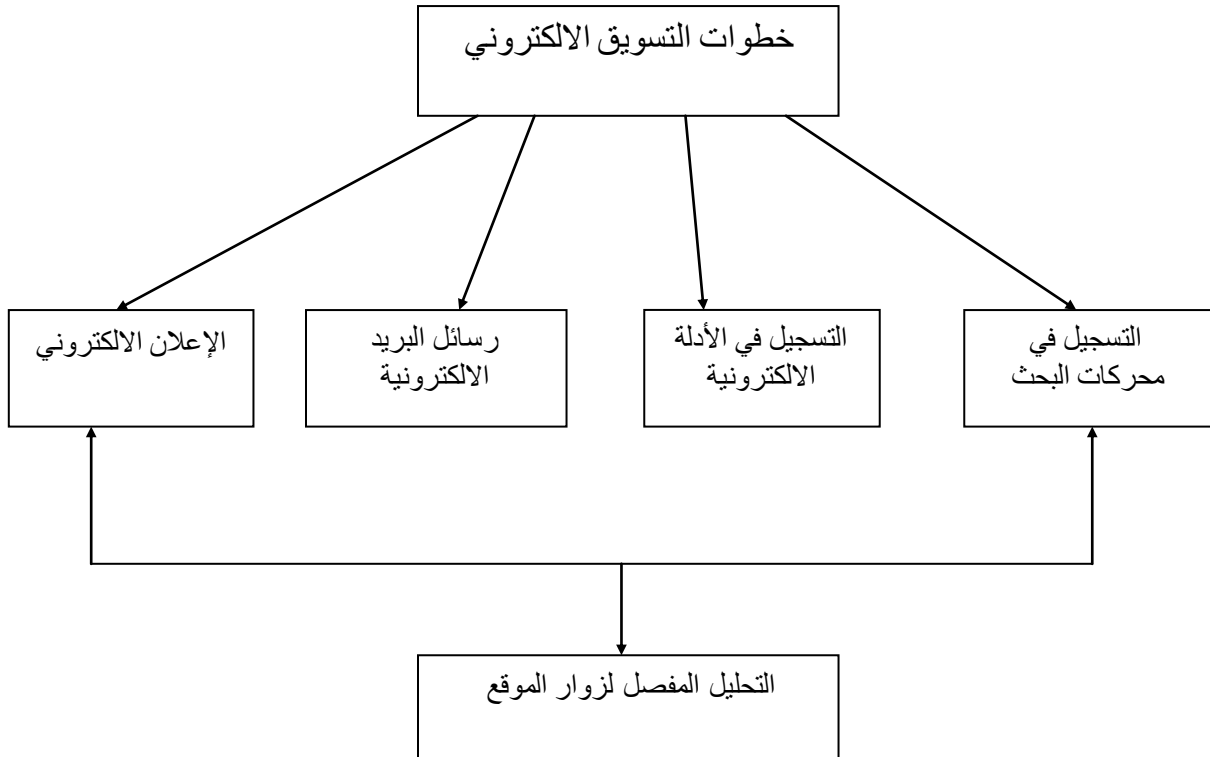 خطوات التسويق الالكتروني
التسجيل في
محركات البحث
التسجيل في الأدلة
الالكترونية
رسائل البريد
الالكترونية
الإعلان الالكتروني
التحليل المفصل لزوار الموقع